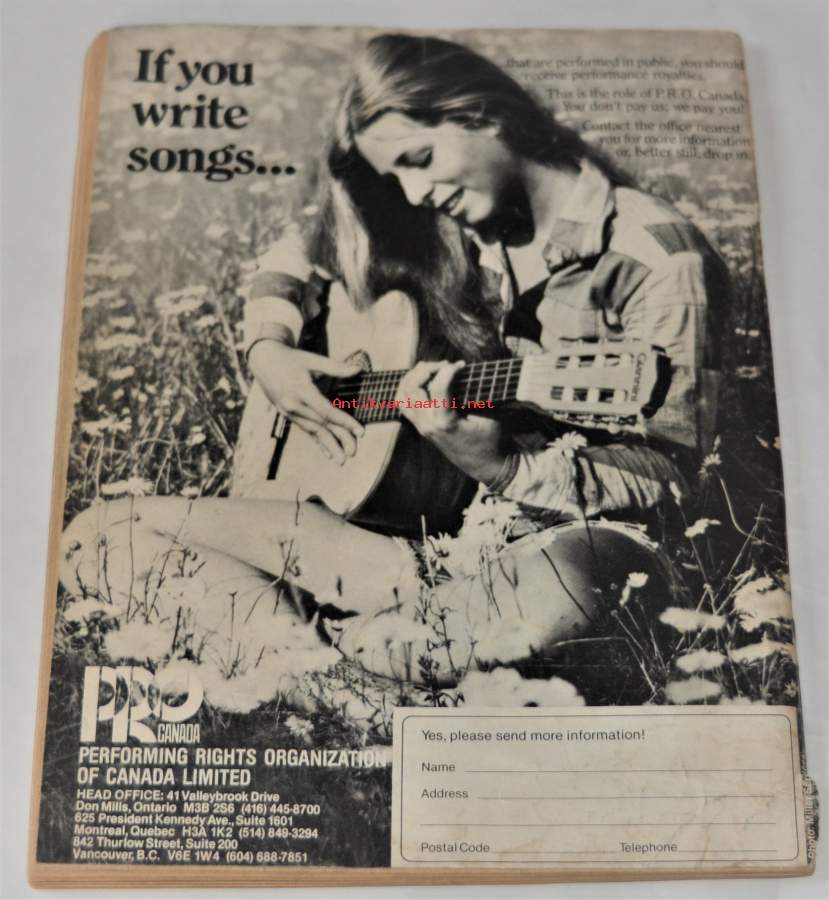 If you
write
songs...
that are performed in public, you should
receive performance royalties.
This is the role of P.R.O. Canada.
You don't pay us; we pay you!
Contact the office nearest
you for more information
or, better still, drop in.
Giannini
Antikvariaatti.net
PRO
CANADA
PERFORMING RIGHTS ORGANIZATION
OF CANADA LIMITED
HEAD OFFICE: 41 Valleybrook Drive
Don Mills, Ontario M3B 2S6 (416) 445-8700
625 President Kennedy Ave., Suite 1601
Montreal, Quebec H3A 1K2 (514) 849-3294
842 Thurlow Street, Suite 200
Vancouver, B.C. V6E 1W4 (604) 688-7851
Yes, please send more information!
Name
Address
Postal Code Telephone
photo